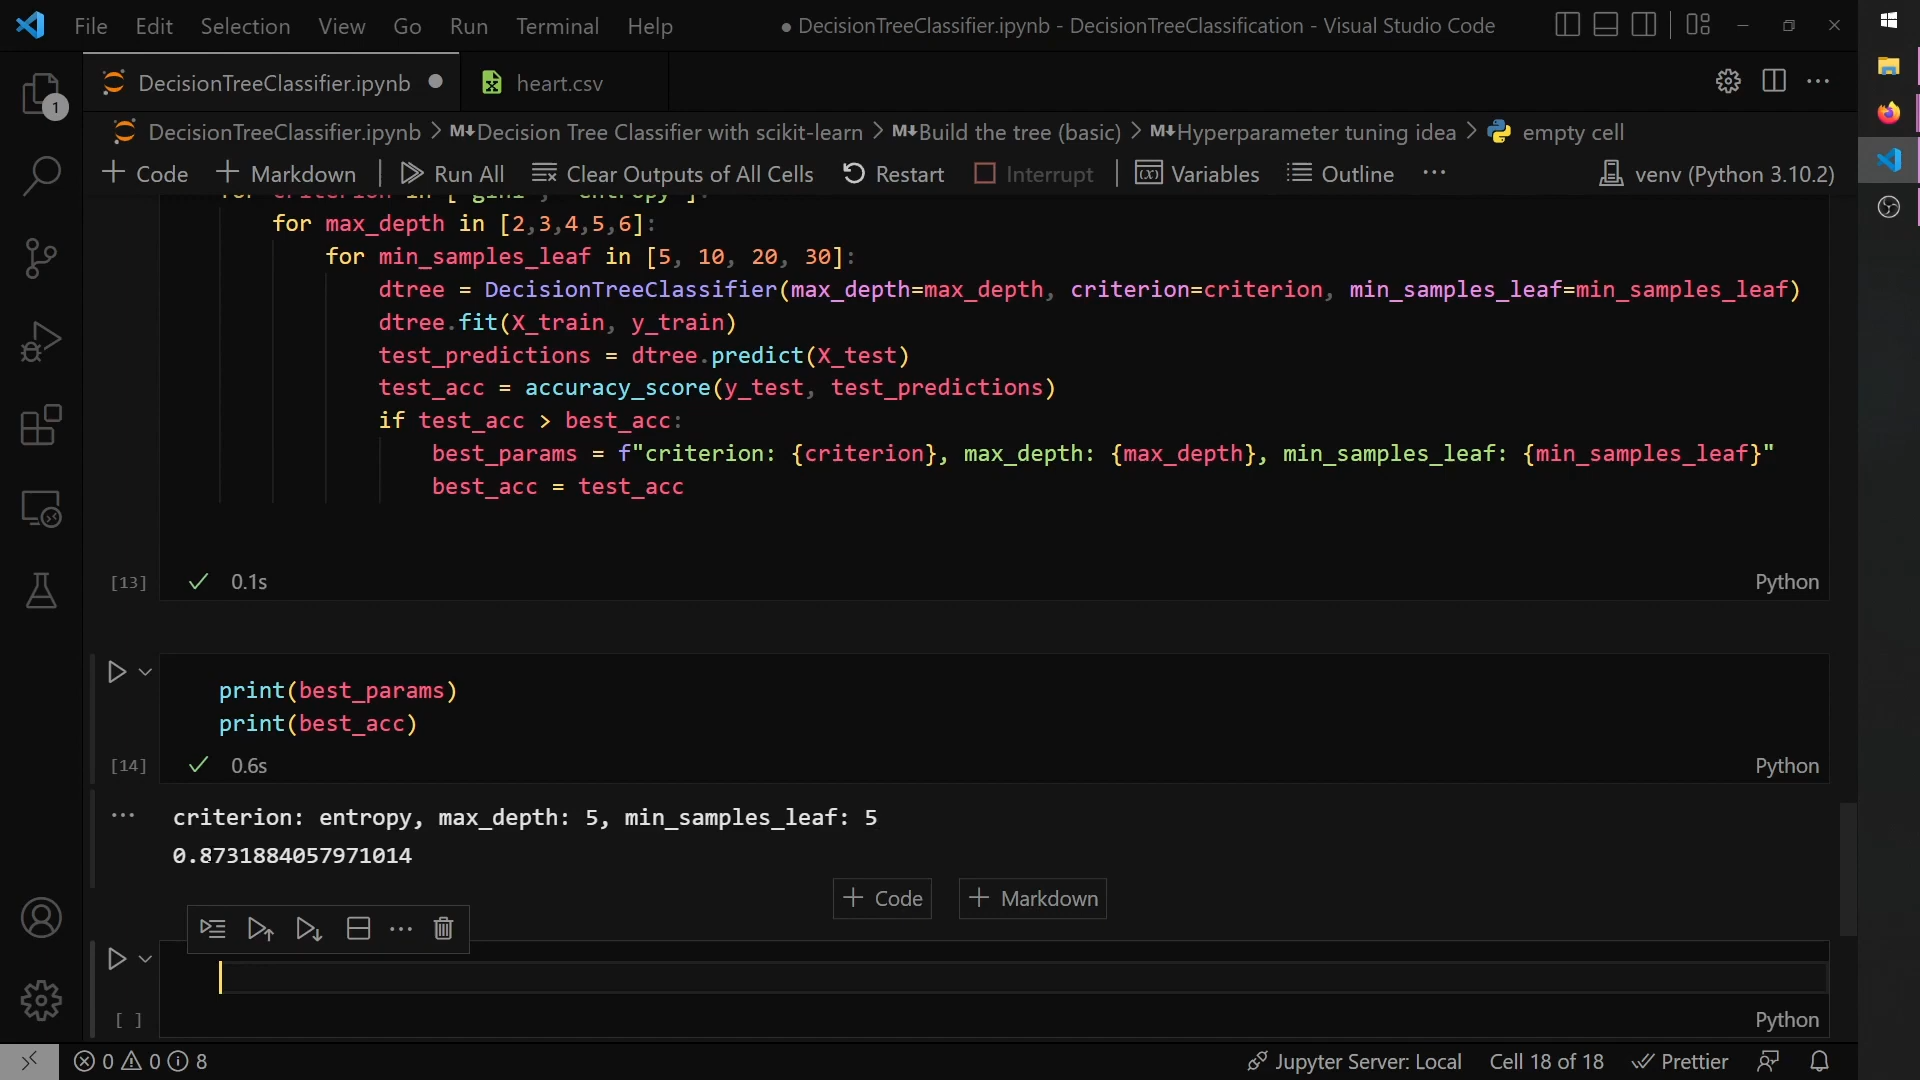 File Edit Selection View Go Run Terminal Help ● DecisionTreeClassifier.ipynb - DecisionTreeClassification - Visual Studio Code
DecisionTreeClassifier.ipynb ● heart.csv
1
DecisionTreeClassifier.ipynb > M↓Decision Tree Classifier with scikit-learn > M↓Build the tree (basic) > M↓Hyperparameter tuning idea > empty cell
+ Code + Markdown Run All Clear Outputs of All Cells Restart Interrupt Variables Outline ··· venv (Python 3.10.2)
for criterion in ["gini", "entropy"]:
for max_depth in [2,3,4,5,6]:
for min_samples_leaf in [5, 10, 20, 30]:
dtree = DecisionTreeClassifier(max_depth=max_depth, criterion=criterion, min_samples_leaf=min_samples_leaf)
dtree.fit(X_train, y_train)
test_predictions = dtree.predict(X_test)
test_acc = accuracy_score(y_test, test_predictions)
if test_acc > best_acc:
best_params = f"criterion: {criterion}, max_depth: {max_depth}, min_samples_leaf: {min_samples_leaf}"
best_acc = test_acc
[13] ✓ 0.1s Python
print(best_params)
print(best_acc)
[14] ✓ 0.6s Python
··· criterion: entropy, max_depth: 5, min_samples_leaf: 5
0.8731884057971014
+ Code + Markdown
[ ] Python
0 0 8 Jupyter Server: Local Cell 18 of 18 Prettier